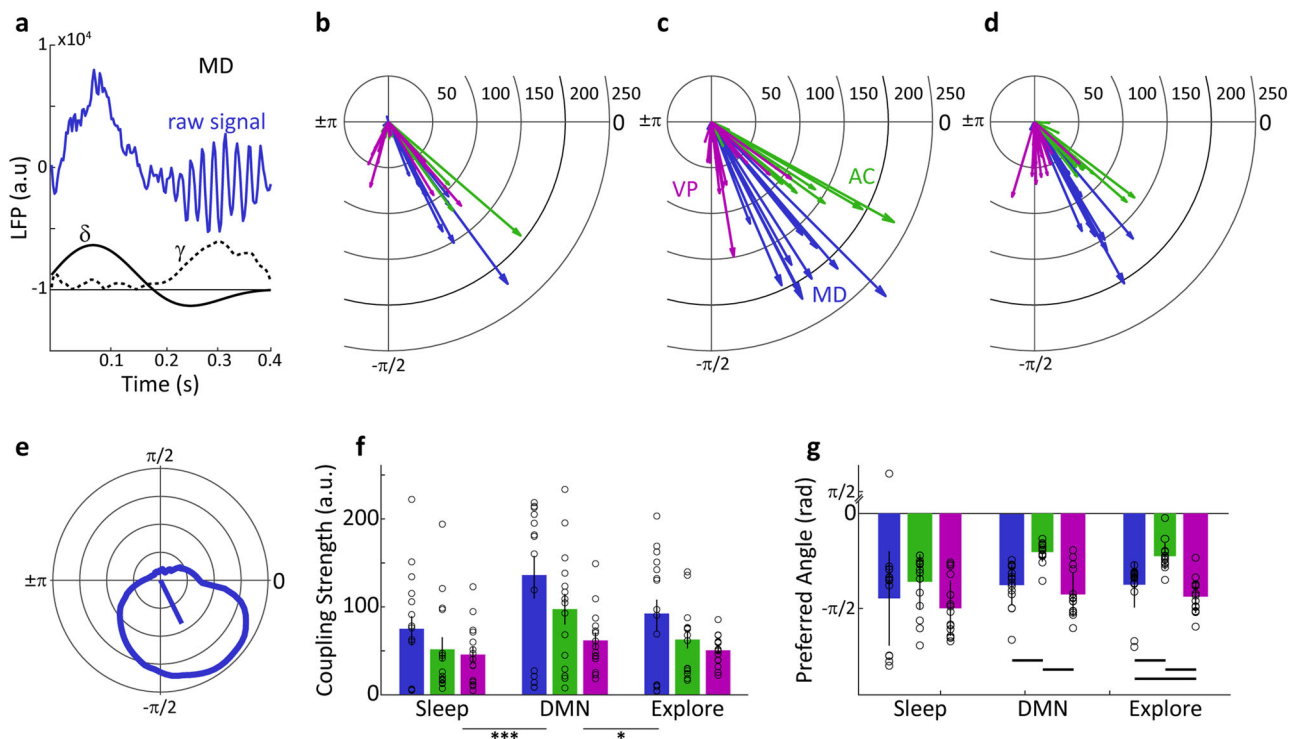 a
x10⁴
1
MD
raw signal
0
LFP (a.u)
δ
γ
-1
0.1 0.2 0.3 0.4
Time (s)
b
50 100 150 200 250
±π
0
-π/2
c
50 100 150 200 250
±π
0
VP
AC
MD
-π/2
d
50 100 150 200 250
±π
0
-π/2
e
π/2
±π
0
-π/2
f
Coupling Strength (a.u.)
200
100
0
Sleep DMN Explore
*** *
g
Preferred Angle (rad)
π/2
0
-π/2
Sleep DMN Explore